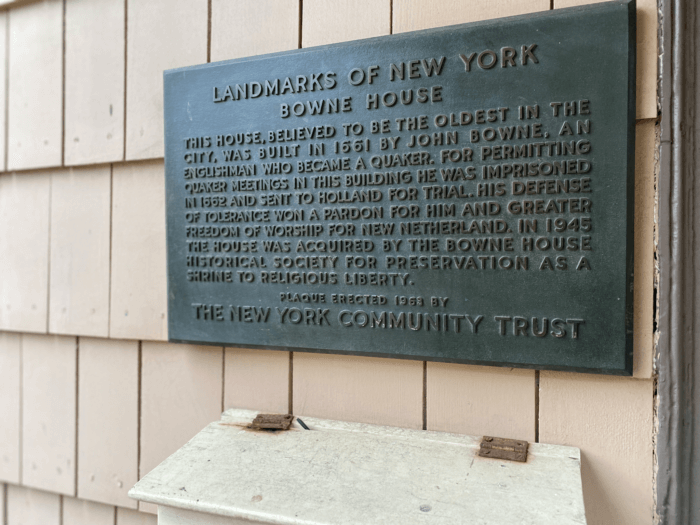 LANDMARKS OF NEW YORK
BOWNE HOUSE
THIS HOUSE, BELIEVED TO BE THE OLDEST IN THE
CITY, WAS BUILT IN 1661 BY JOHN BOWNE, AN
ENGLISHMAN WHO BECAME A QUAKER. FOR PERMITTING
QUAKER MEETINGS IN THIS BUILDING HE WAS IMPRISONED
IN 1662 AND SENT TO HOLLAND FOR TRIAL. HIS DEFENSE
OF TOLERANCE WON A PARDON FOR HIM AND GREATER
FREEDOM OF WORSHIP FOR NEW NETHERLAND. IN 1945
THE HOUSE WAS ACQUIRED BY THE BOWNE HOUSE
HISTORICAL SOCIETY FOR PRESERVATION AS A
SHRINE TO RELIGIOUS LIBERTY.
PLAQUE ERECTED 1963 BY
THE NEW YORK COMMUNITY TRUST